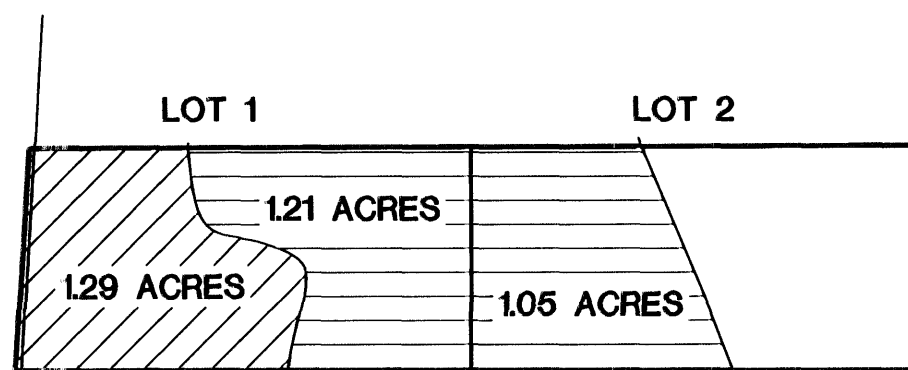 LOT 1
LOT 2
1.21 ACRES
1.29 ACRES
1.05 ACRES